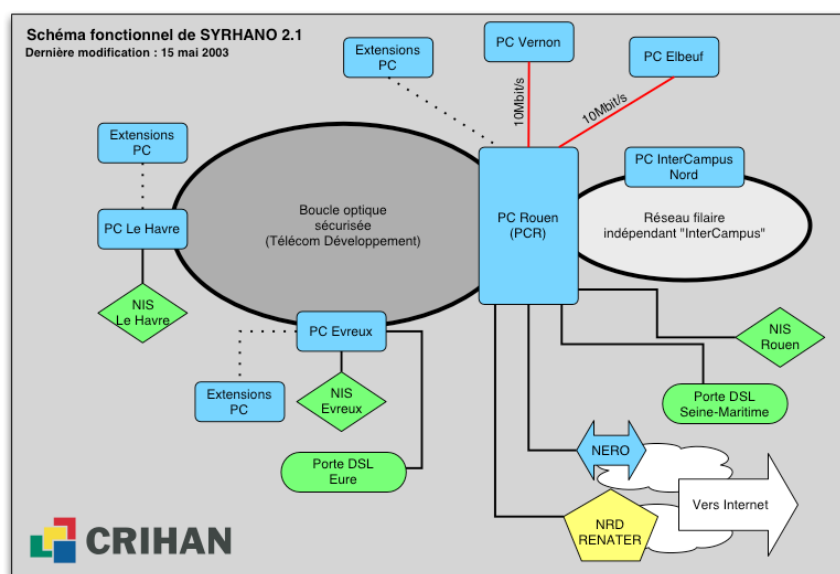 Schéma fonctionnel de SYRHANO 2.1
Dernière modification : 15 mai 2003
Extensions
PC
PC Vernon
PC Elbeuf
10Mbit/s
10Mbit/s
Extensions
PC
PC InterCampus
Nord
PC Le Havre
Boucle optique
sécurisée
(Télécom Développement)
PC Rouen
(PCR)
Réseau filaire
indépendant "InterCampus"
NIS
Le Havre
PC Evreux
NIS
Rouen
Extensions
PC
NIS
Evreux
Porte DSL
Seine-Maritime
Porte DSL
Eure
NERO
Vers Internet
NRD
RENATER
CRIHAN